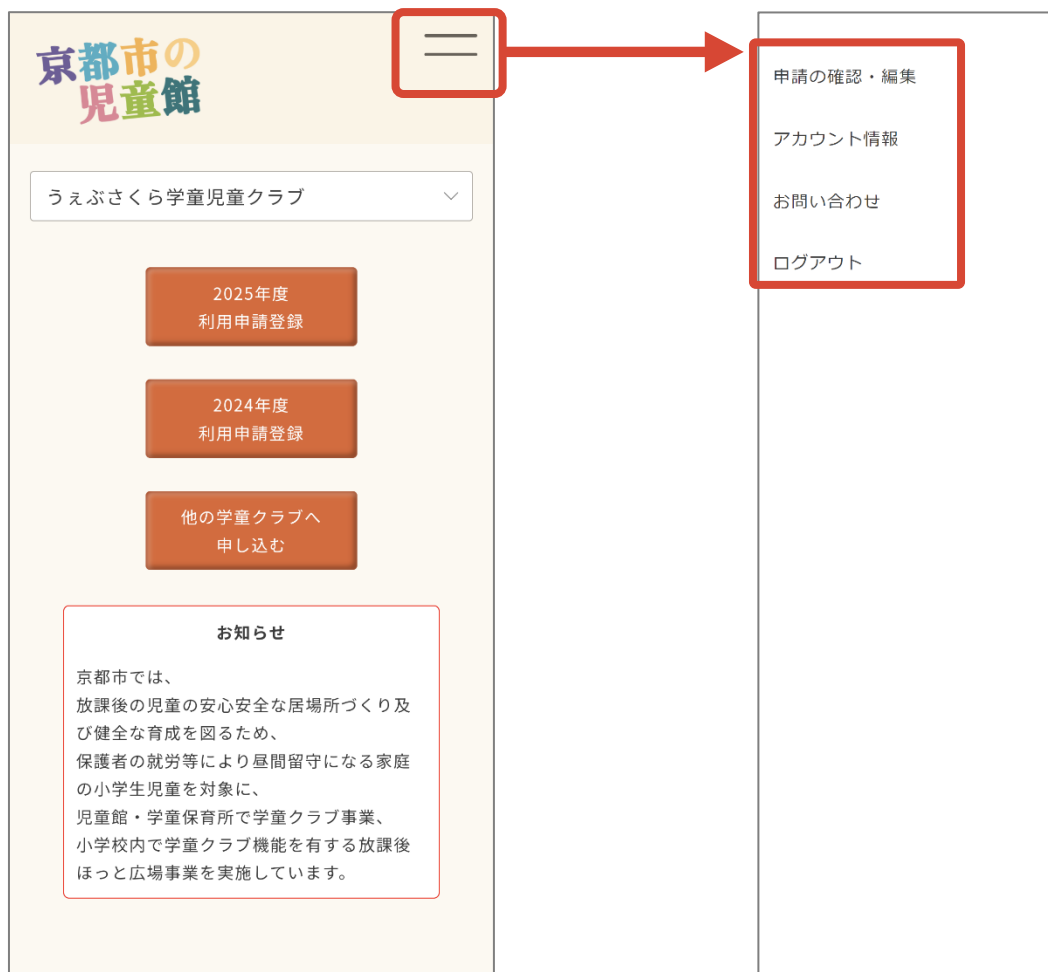 京都市の
児童館
うぇぶさくら学童児童クラブ
2025年度
利用申請登録
2024年度
利用申請登録
他の学童クラブへ
申し込む
お知らせ
京都市では、
放課後の児童の安心安全な居場所づくり及
び健全な育成を図るため、
保護者の就労等により昼間留守になる家庭
の小学生児童を対象に、
児童館・学童保育所で学童クラブ事業、
小学校内で学童クラブ機能を有する放課後
ほっと広場事業を実施しています。
申請の確認・編集
アカウント情報
お問い合わせ
ログアウト